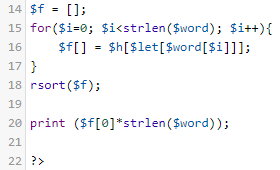 14 $f = [];
15 for($i=0; $i<strlen($word); $i++){
16 $f[] = $h[$let[$word[$i]]];
17 }
18 rsort($f);
19
20 print ($f[0]*strlen($word));
21
22 ?>